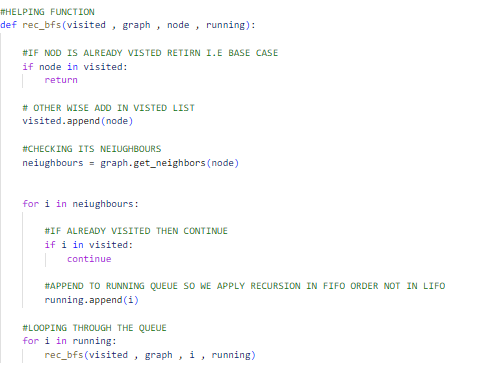 #HELPING FUNCTION
def rec_bfs(visited , graph , node , running):
#IF NOD IS ALREADY VISTED RETIRN I.E BASE CASE
if node in visited:
return
# OTHER WISE ADD IN VISTED LIST
visited.append(node)
#CHECKING ITS NEIUGHBOURS
neiughbours = graph.get_neighbors(node)
for i in neiughbours:
#IF ALREADY VISITED THEN CONTINUE
if i in visited:
continue
#APPEND TO RUNNING QUEUE SO WE APPLY RECURSION IN FIFO ORDER NOT IN LIFO
running.append(i)
#LOOPING THROUGH THE QUEUE
for i in running:
rec_bfs(visited , graph , i , running)